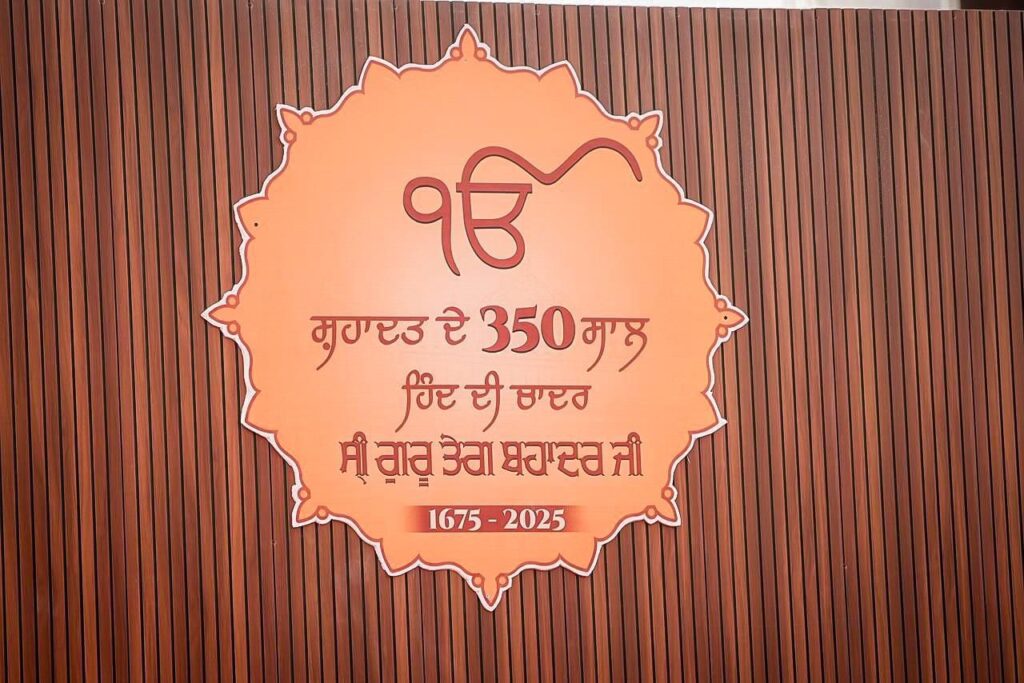 ੴ
ਸ਼ਹਾਦਤ ਦੇ 350 ਸਾਲ
ਹਿੰਦ ਦੀ ਚਾਦਰ
ਸ੍ਰੀ ਗੁਰੂ ਤੇਗ ਬਹਾਦਰ ਜੀ
1675 - 2025